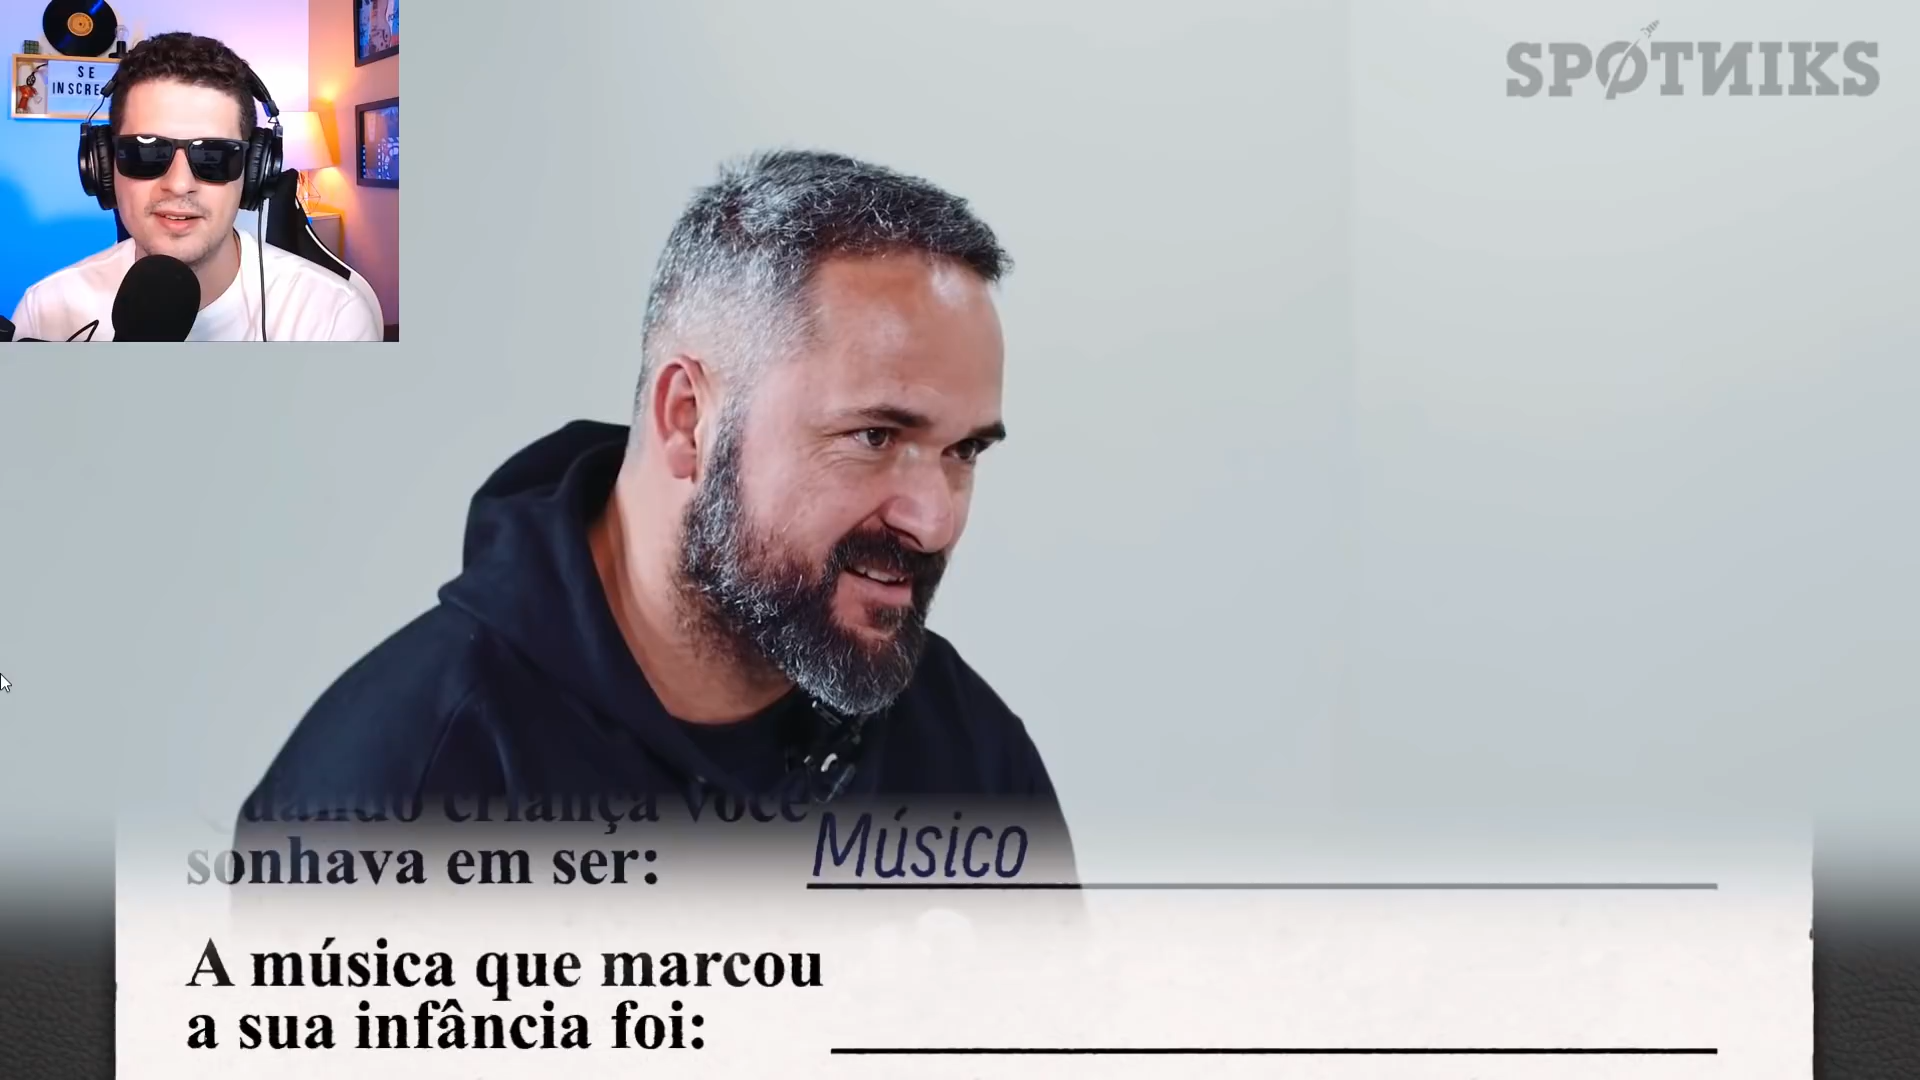 SE
INSCRE
SPØTNIKS
Quando criança você
sonhava em ser:
Músico
A música que marcou
a sua infância foi: